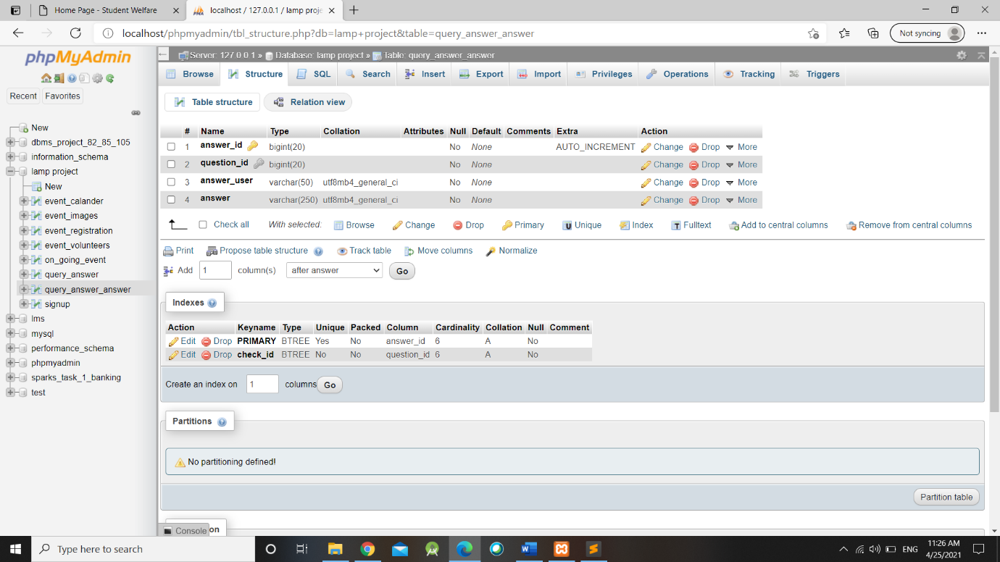 Home Page - Student Welfare
localhost / 127.0.0.1 / lamp proje
localhost/phpmyadmin/tbl_structure.php?db=lamp+project&table=query_answer_answer
Not syncing
phpMyAdmin
Recent
Favorites
New
dbms_project_82_85_105
information_schema
lamp project
New
event_calander
event_images
event_registration
event_volunteers
on_going_event
query_answer
query_answer_answer
signup
lms
mysql
performance_schema
phpmyadmin
sparks_task_1_banking
test
Server: 127.0.0.1 » Database: lamp project » Table: query_answer_answer
Browse Structure SQL Search Insert Export Import Privileges Operations Tracking Triggers
Table structure Relation view
# Name Type Collation Attributes Null Default Comments Extra Action
1 answer_id bigint(20) No None AUTO_INCREMENT Change Drop More
2 question_id bigint(20) No None Change Drop More
3 answer_user varchar(50) utf8mb4_general_ci No None Change Drop More
4 answer varchar(250) utf8mb4_general_ci No None Change Drop More
Check all With selected: Browse Change Drop Primary Unique Index Fulltext Add to central columns Remove from central columns
Print Propose table structure Track table Move columns Normalize
Add 1 column(s) after answer Go
Indexes
Action Keyname Type Unique Packed Column Cardinality Collation Null Comment
Edit Drop PRIMARY BTREE Yes No answer_id 6 A No
Edit Drop check_id BTREE No No question_id 6 A No
Create an index on 1 columns Go
Partitions
No partitioning defined!
Partition table
Console on
Type here to search
ENG
11:26 AM
4/25/2021